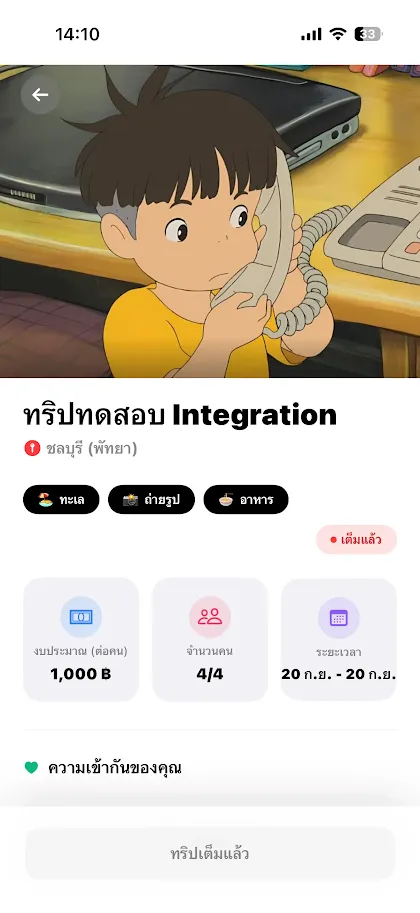 14:10
33
ทริปทดสอบ Integration
ชลบุรี (พัทยา)
ทะเล
ถ่ายรูป
อาหาร
เต็มแล้ว
งบประมาณ (ต่อคน)
1,000 ฿
จำนวนคน
4/4
ระยะเวลา
20 ก.ย. - 20 ก.ย.
ความเข้ากันของคุณ
ทริปเต็มแล้ว